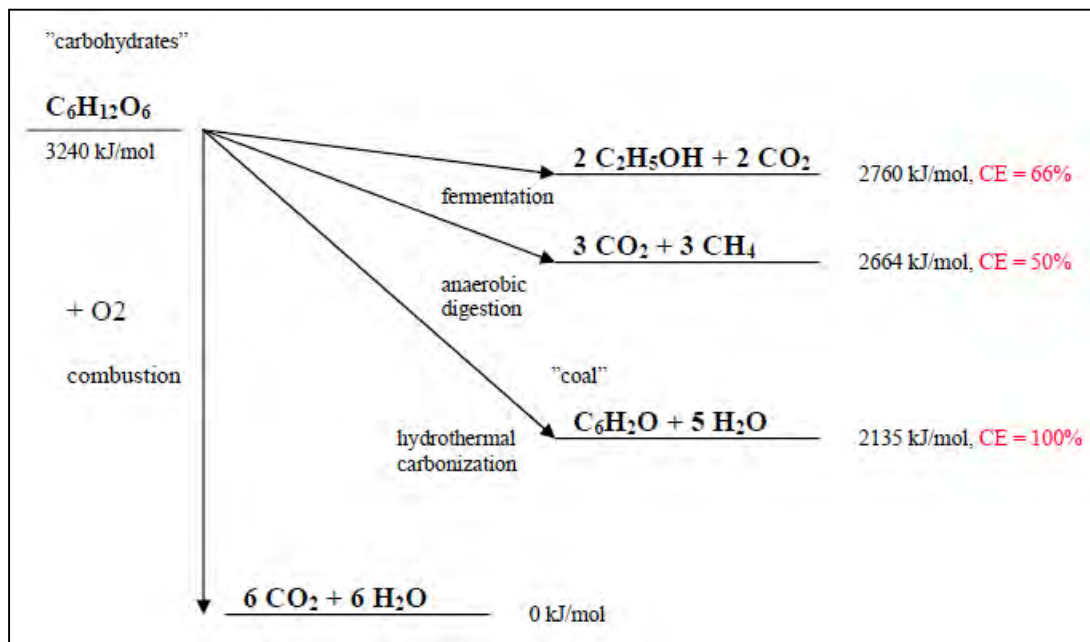 ”carbohydrates”
C₆H₁₂O₆
3240 kJ/mol
2 C₂H₅OH + 2 CO₂
2760 kJ/mol, CE = 66%
fermentation
3 CO₂ + 3 CH₄
2664 kJ/mol, CE = 50%
anaerobic
digestion
+ O2
combustion
”coal”
C₆H₂O + 5 H₂O
2135 kJ/mol, CE = 100%
hydrothermal
carbonization
6 CO₂ + 6 H₂O
0 kJ/mol